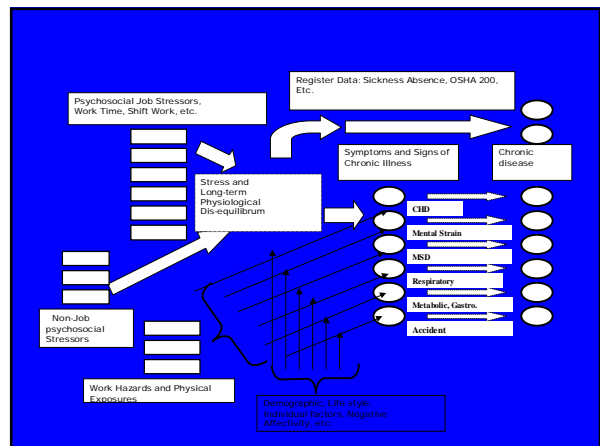 Register Data: Sickness Absence, OSHA 200,
Etc.
Psychosocial Job Stressors,
Work Time, Shift Work, etc.
Symptoms and Signs of
Chronic Illness
Chronic
disease
Stress and
Long-term
Physiological
Dis-equilibrum
CHD
Mental Strain
MSD
Respiratory
Metabolic, Gastro.
Accident
Non-Job
psychosocial
Stressors
Work Hazards and Physical
Exposures
Demographic, Life-style,
Individual factors: Negative
Affectivity, etc.